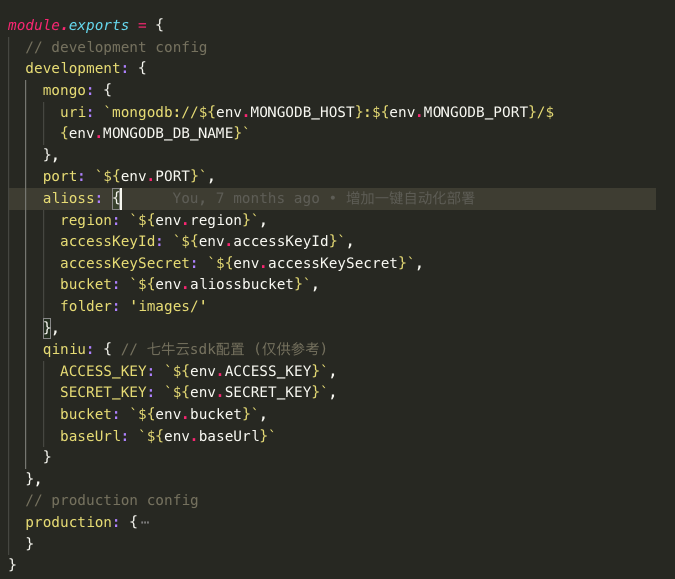 module.exports = {
// development config
development: {
mongo: {
uri: `mongodb://${env.MONGODB_HOST}:${env.MONGODB_PORT}/$
{env.MONGODB_DB_NAME}`
},
port: `${env.PORT}`,
alioss: { You, 7 months ago • 增加一键自动化部署
region: `${env.region}`,
accessKeyId: `${env.accessKeyId}`,
accessKeySecret: `${env.accessKeySecret}`,
bucket: `${env.aliossbucket}`,
folder: 'images/'
},
qiniu: { // 七牛云sdk配置 (仅供参考)
ACCESS_KEY: `${env.ACCESS_KEY}`,
SECRET_KEY: `${env.SECRET_KEY}`,
bucket: `${env.bucket}`,
baseUrl: `${env.baseUrl}`
}
},
// production config
production: {⋯
}
}